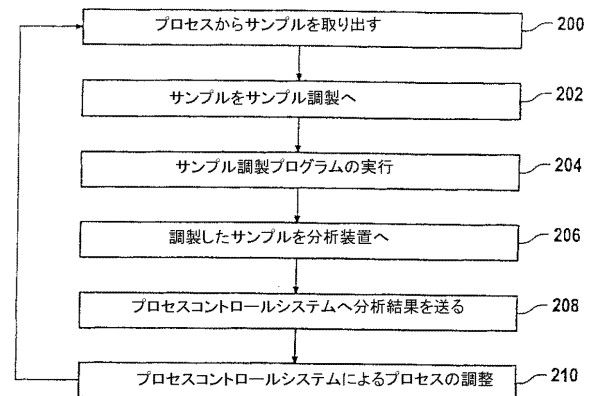 プロセスからサンプルを取り出す 200
サンプルをサンプル調製へ 202
サンプル調製プログラムの実行 204
調製したサンプルを分析装置へ 206
プロセスコントロールシステムへ分析結果を送る 208
プロセスコントロールシステムによるプロセスの調整 210